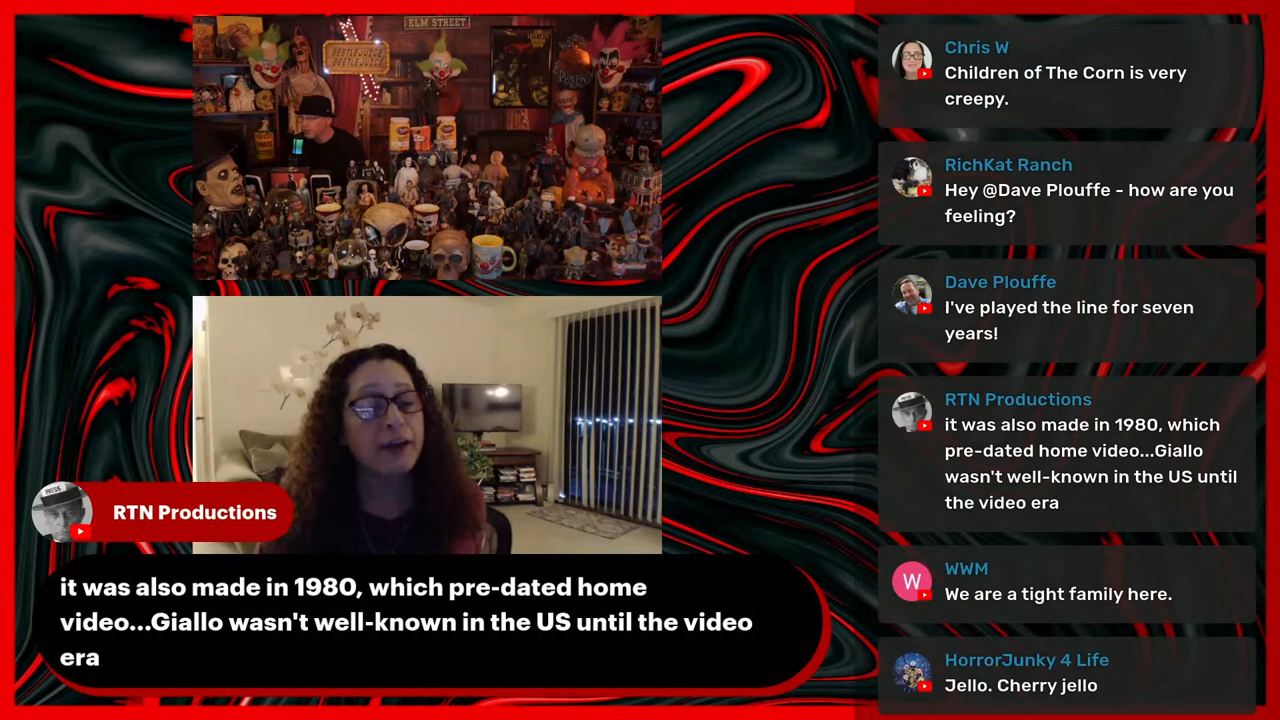 ELM STREET
BEETLEJUICE
BEETLEJUICE
RTN Productions
it was also made in 1980, which pre-dated home
video...Giallo wasn't well-known in the US until the video
era
Chris W
Children of The Corn is very
creepy.
RichKat Ranch
Hey @Dave Plouffe - how are you
feeling?
Dave Plouffe
I've played the line for seven
years!
RTN Productions
it was also made in 1980, which
pre-dated home video...Giallo
wasn't well-known in the US until
the video era
W
WWM
We are a tight family here.
HorrorJunky 4 Life
Jello. Cherry jello